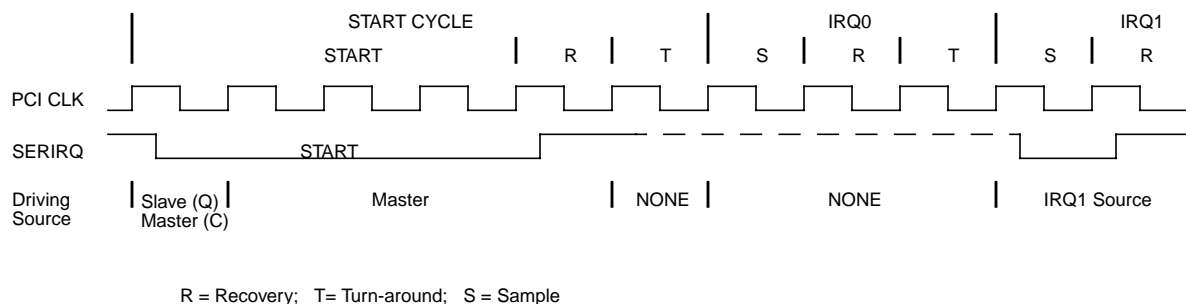 START CYCLE IRQ0 IRQ1
START R T S R T S R
PCI CLK
SERIRQ START
Driving Source Slave (Q) Master (C) Master NONE NONE IRQ1 Source
R = Recovery; T= Turn-around; S = Sample